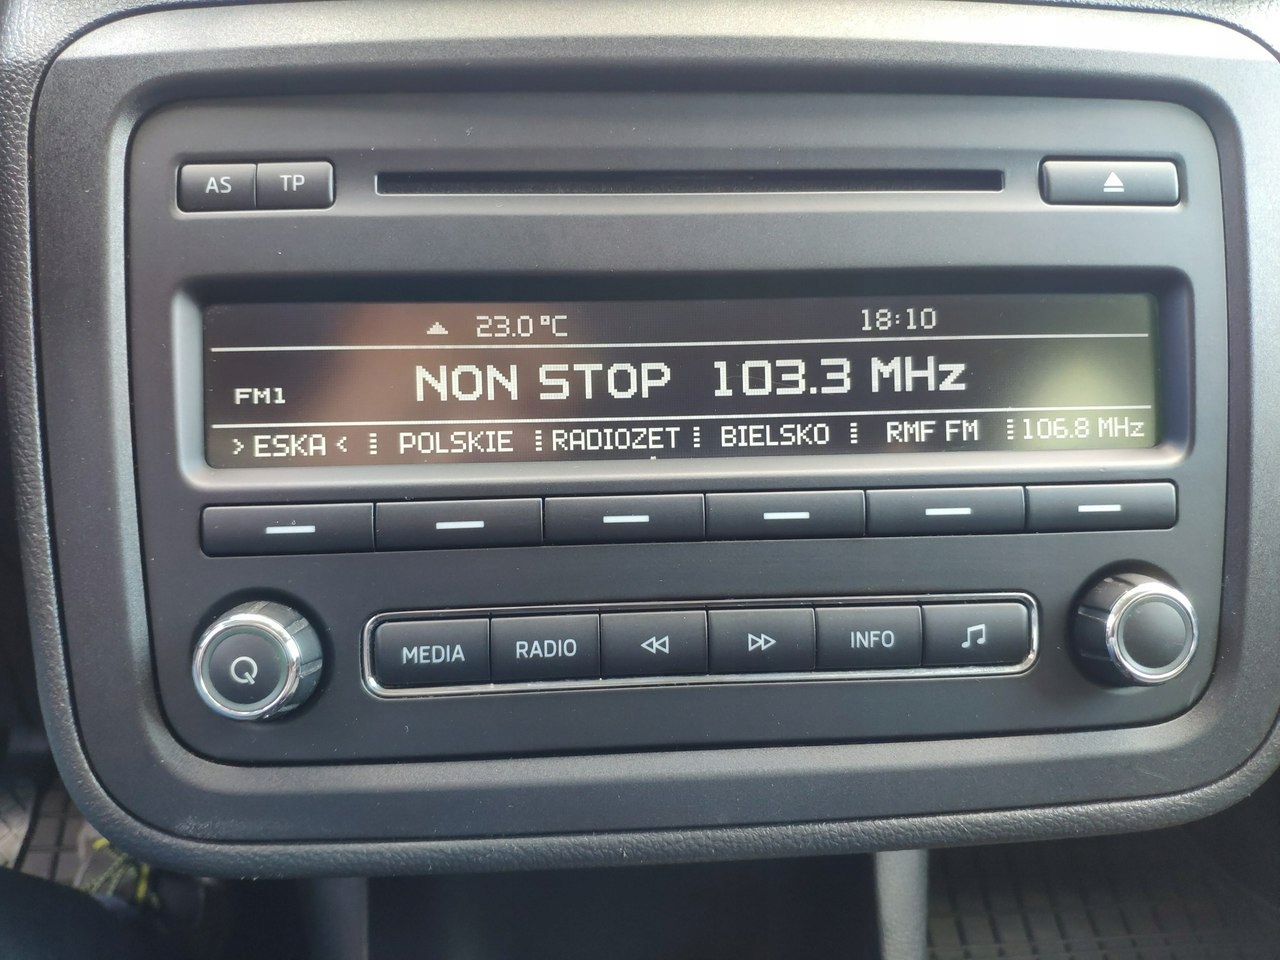 AS TP
23.0 °C 18:10
FM1 NON STOP 103.3 MHz
> ESKA < POLSKIE RADIOZET BIELSKO RMF FM 106.8 MHz
MEDIA RADIO INFO